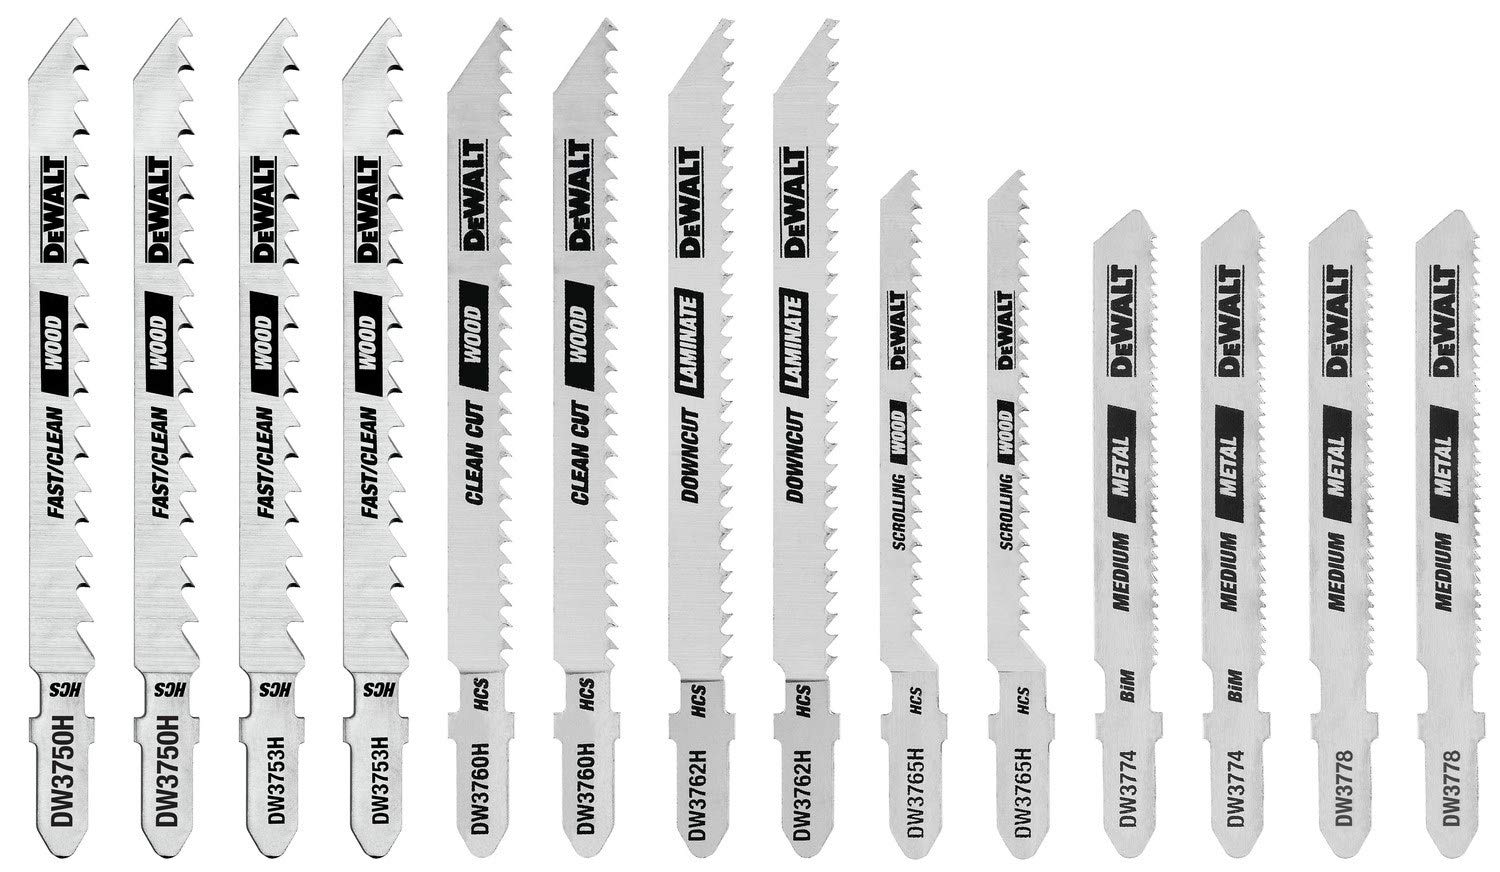 DEWALT
WOOD
FAST/CLEAN
HCS
DW3750H
DEWALT
WOOD
FAST/CLEAN
HCS
DW3750H
DEWALT
WOOD
FAST/CLEAN
HCS
DW3753H
DEWALT
WOOD
FAST/CLEAN
HCS
DW3753H
DEWALT
WOOD
CLEAN CUT
HCS
DW3760H
DEWALT
WOOD
CLEAN CUT
HCS
DW3760H
DEWALT
LAMINATE
DOWNCUT
HCS
DW3762H
DEWALT
LAMINATE
DOWNCUT
HCS
DW3762H
DEWALT
WOOD
SCROLLING
HCS
DW3765H
DEWALT
WOOD
SCROLLING
HCS
DW3765H
DEWALT
METAL
MEDIUM
BiM
DW3774
DEWALT
METAL
MEDIUM
BiM
DW3774
DEWALT
METAL
MEDIUM
DW3778
DEWALT
METAL
MEDIUM
DW3778